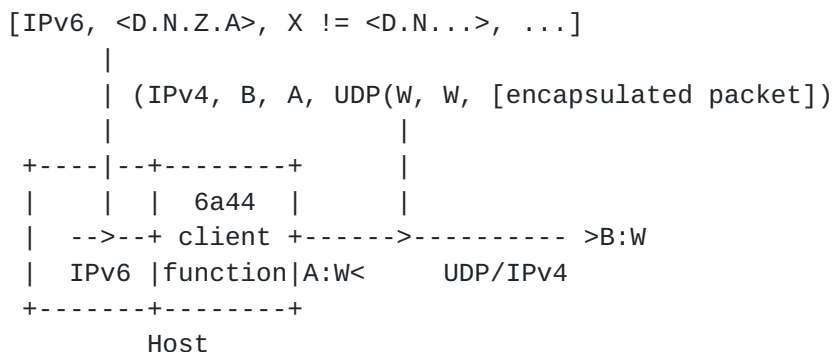 [IPv6, <D.N.Z.A>, X != <D.N...>, ...]
|
| (IPv4, B, A, UDP(W, W, [encapsulated packet])
| |
+----|--+--------+ |
| | | 6a44 | |
| -->--+ client +------>---------- >B:W
| IPv6 |function|A:W< UDP/IPv4
+-------+--------+
Host